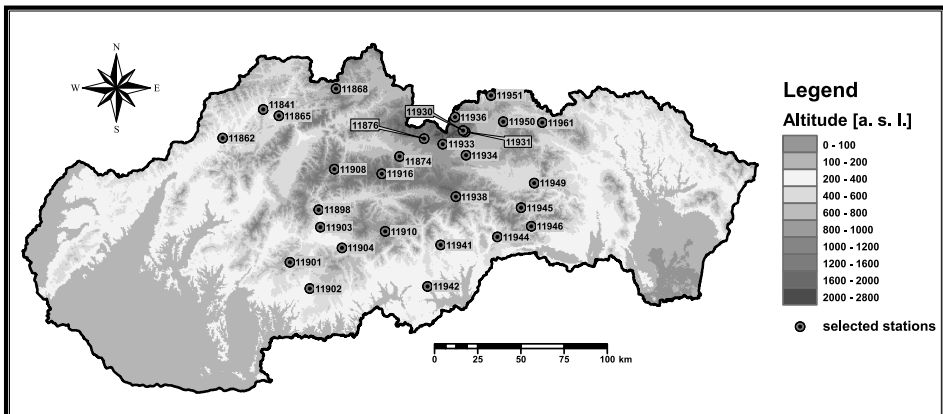 N
W E
S
11868
11841
11865
11862
11876
11930
11936
11951
11950
11961
11931
11933
11934
11874
11908
11916
11949
11938
11945
11898
11903
11910
11946
11944
11904
11941
11901
11902
11942
0 25 50 75 100 km
Legend
Altitude [a. s. l.]
0 - 100
100 - 200
200 - 400
400 - 600
600 - 800
800 - 1000
1000 - 1200
1200 - 1600
1600 - 2000
2000 - 2800
selected stations